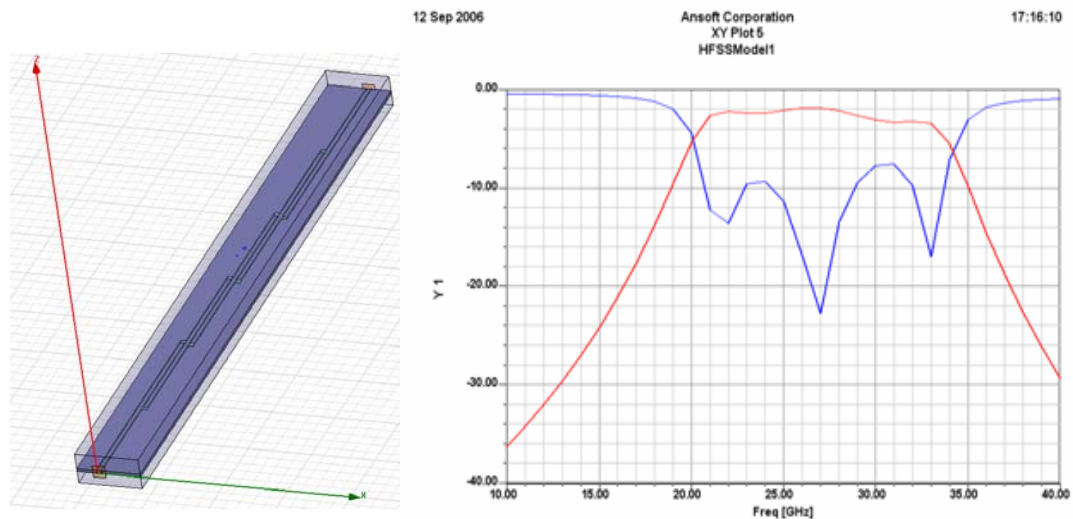 12 Sep 2006
Ansoft Corporation
17:16:10
XY Plot 5
HFSSModel1
Z
X
0.00
-10.00
-20.00
-30.00
-40.00
Y 1
10.00
15.00
20.00
25.00
30.00
35.00
40.00
Freq [GHz]